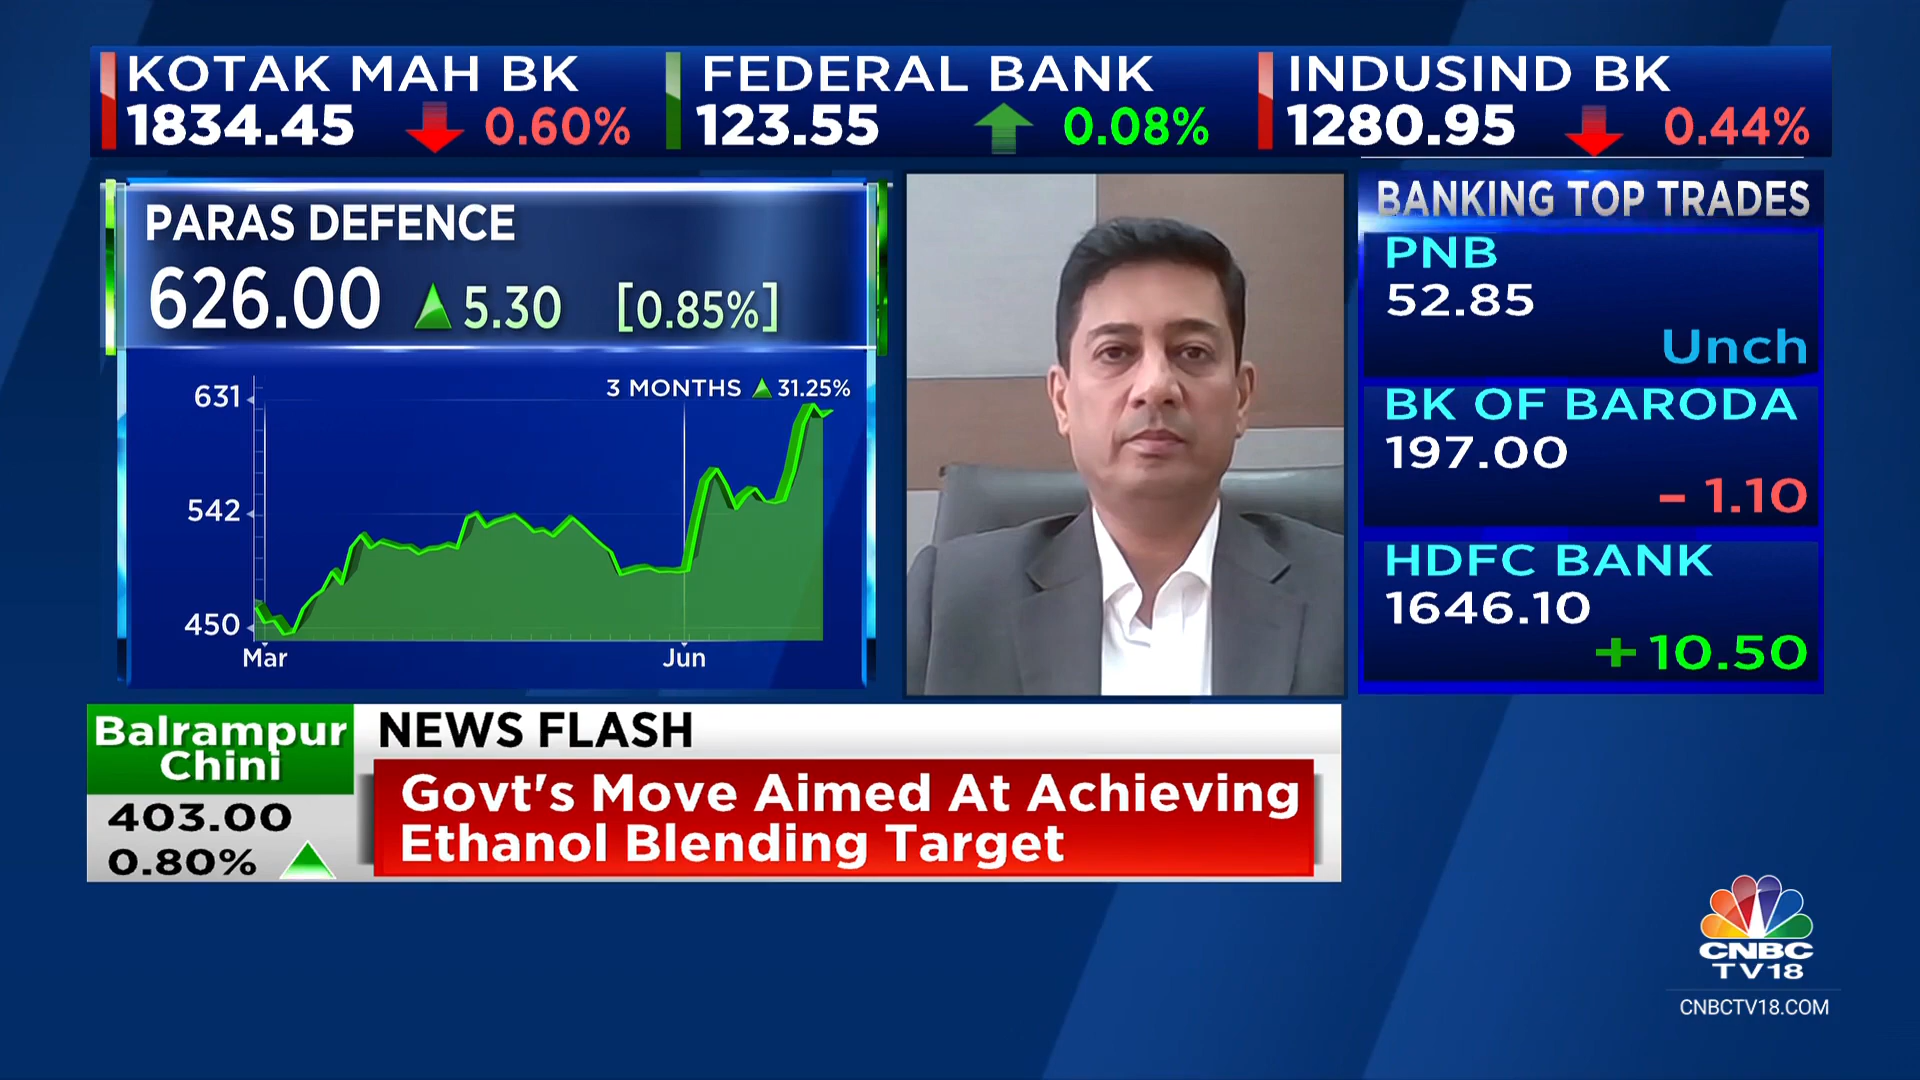 KOTAK MAH BK
1834.45 0.60%
FEDERAL BANK
123.55 0.08%
INDUSIND BK
1280.95 0.44%
PARAS DEFENCE
626.00 5.30 [0.85%]
3 MONTHS 31.25%
631
542
450
Mar Jun
BANKING TOP TRADES
PNB
52.85
Unch
BK OF BARODA
197.00
- 1.10
HDFC BANK
1646.10
+ 10.50
Balrampur
Chini
403.00
0.80%
NEWS FLASH
Govt's Move Aimed At Achieving
Ethanol Blending Target
CNBC
TV18
CNBCTV18.COM